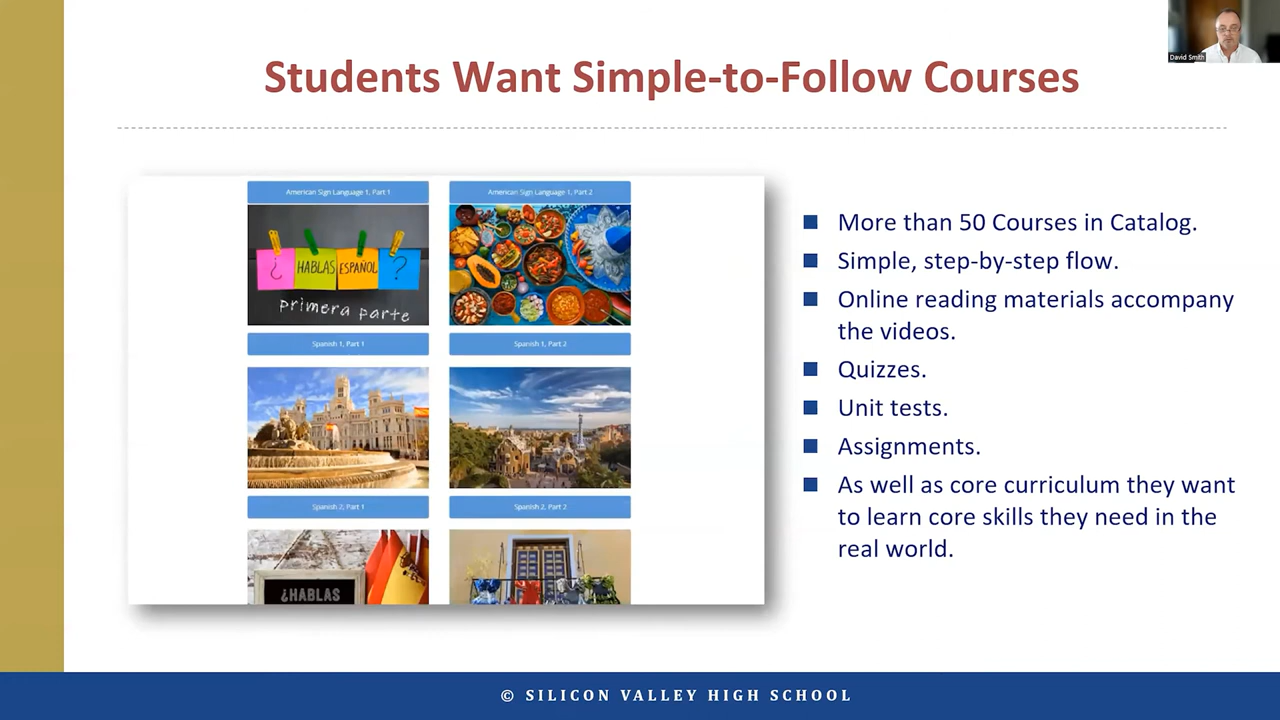 David Smith
Students Want Simple-to-Follow Courses
American Sign Language 1, Part 1
American Sign Language 1, Part 2
¿ HABLAS ESPAÑOL ?
primera parte
Spanish 1, Part 1
Spanish 1, Part 2
Spanish 2, Part 1
Spanish 2, Part 2
¿HABLAS
More than 50 Courses in Catalog.
Simple, step-by-step flow.
Online reading materials accompany
the videos.
Quizzes.
Unit tests.
Assignments.
As well as core curriculum they want
to learn core skills they need in the
real world.
© SILICON VALLEY HIGH SCHOOL